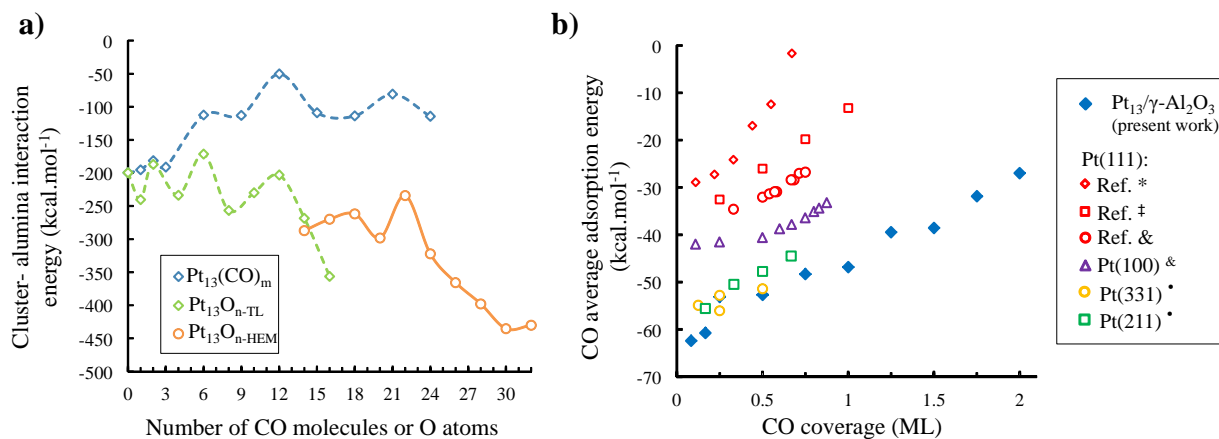 a)
Cluster- alumina interaction
energy (kcal.mol⁻¹)
0
-50
-100
-150
-200
-250
-300
-350
-400
-450
-500
0 3 6 9 12 15 18 21 24 27 30
Number of CO molecules or O atoms
Pt₁₃(CO)ₘ
Pt₁₃Oₙ₋TL
Pt₁₃Oₙ₋HEM
b)
CO average adsorption energy
(kcal.mol⁻¹)
0
-10
-20
-30
-40
-50
-60
-70
0 0.5 1 1.5 2
CO coverage (ML)
Pt₁₃/γ-Al₂O₃
(present work)
Pt(111):
Ref. *
Ref. ‡
Ref. &
Pt(100) &
Pt(331) •
Pt(211) •